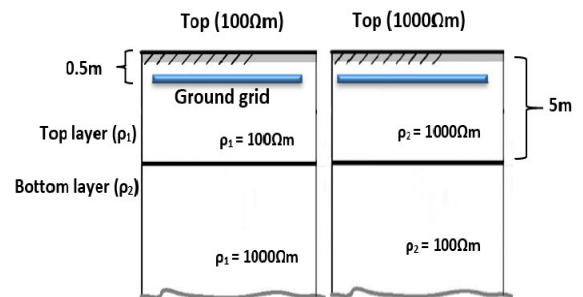 Top (100Ωm)
Top (1000Ωm)
0.5m
Ground grid
5m
Top layer (ρ1)
ρ1 = 100Ωm
ρ2 = 1000Ωm
Bottom layer (ρ2)
ρ1 = 1000Ωm
ρ2 = 100Ωm